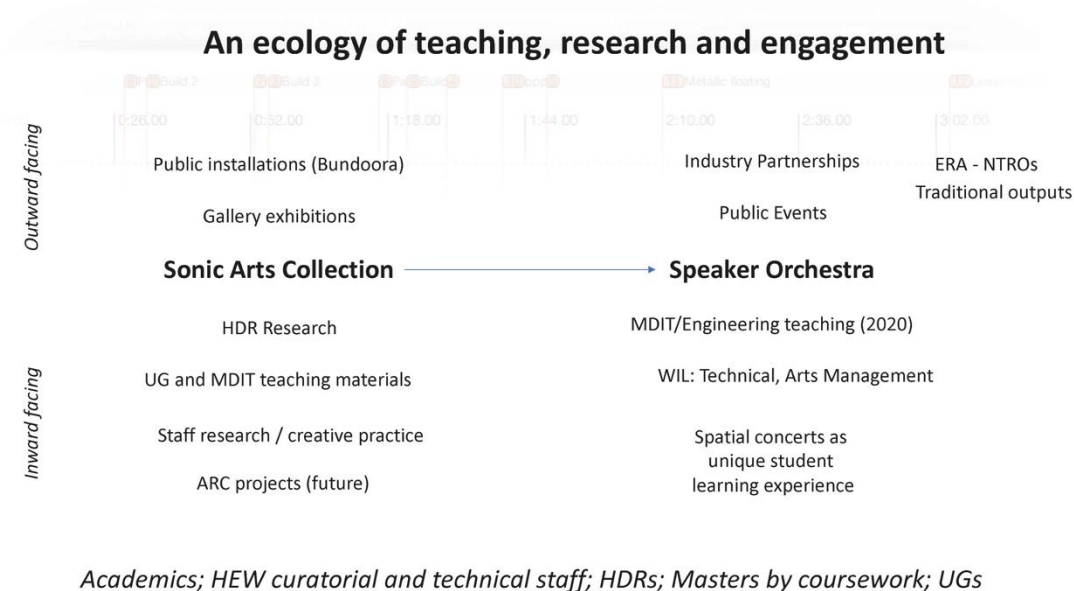 An ecology of teaching, research and engagement
Build 2
Build 3
Metallic floating
0:26.00
0:52.00
1:18.00
1:44.00
2:10.00
2:36.00
3:02.00
Outward facing
Public installations (Bundoora)
Industry Partnerships
ERA - NTROs
Traditional outputs
Gallery exhibitions
Public Events
Sonic Arts Collection
Speaker Orchestra
Inward facing
HDR Research
MDIT/Engineering teaching (2020)
UG and MDIT teaching materials
WIL: Technical, Arts Management
Staff research / creative practice
Spatial concerts as
unique student
learning experience
ARC projects (future)
Academics; HEW curatorial and technical staff; HDRs; Masters by coursework; UGs